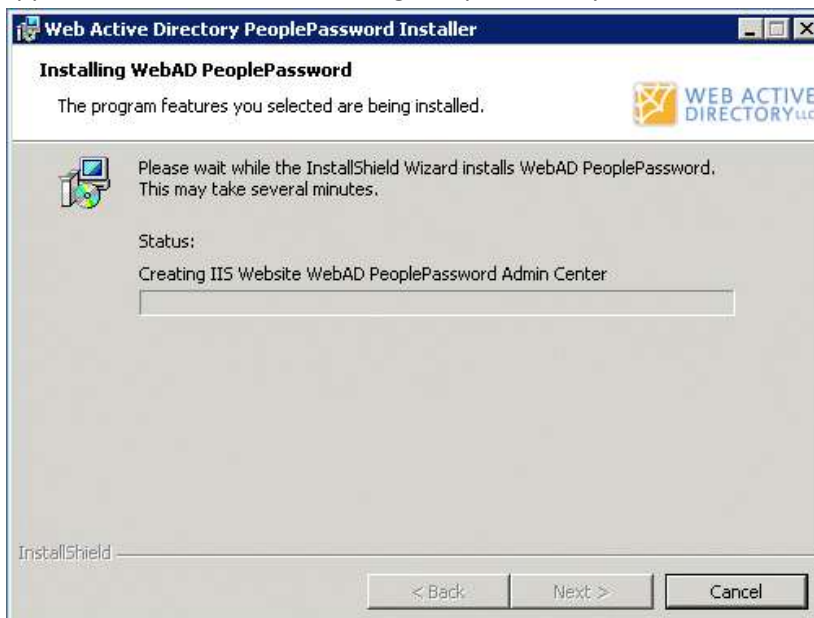 Web Active Directory PeoplePassword Installer
Installing WebAD PeoplePassword
The program features you selected are being installed.
WEB ACTIVE
DIRECTORY LLC
Please wait while the InstallShield Wizard installs WebAD PeoplePassword.
This may take several minutes.
Status:
Creating IIS Website WebAD PeoplePassword Admin Center
InstallShield
< Back Next > Cancel